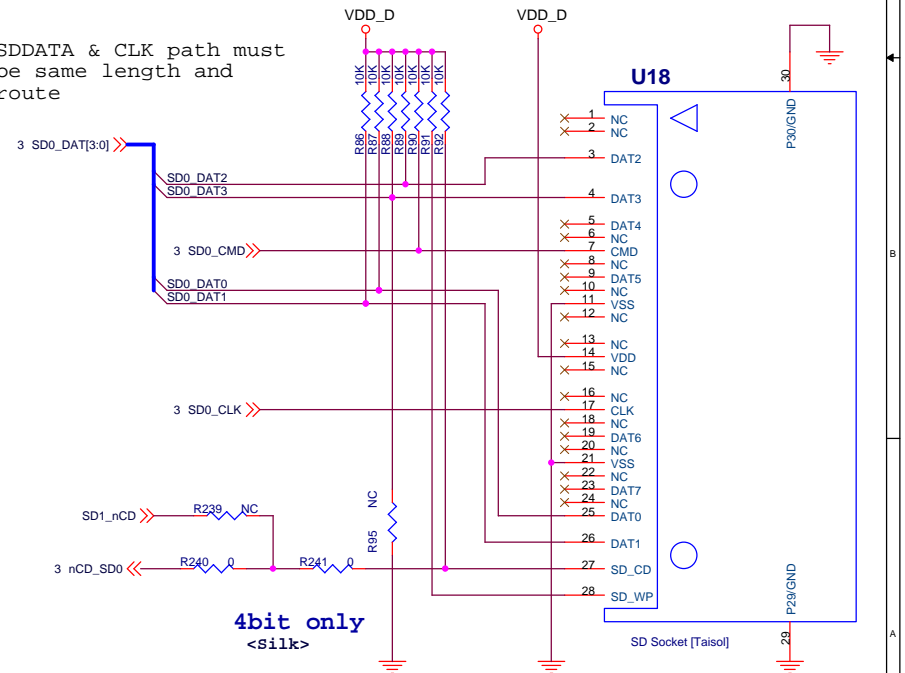 VDD_D
VDD_D
SDDATA & CLK path must
be same length and
route
10K
10K
10K
10K
10K
10K
10K
R86
R87
R88
R89
R90
R91
R92
U18
30
P30/GND
3 SD0_DAT[3:0]
SD0_DAT2
SD0_DAT3
3 SD0_CMD
SD0_DAT0
SD0_DAT1
3 SD0_CLK
1 NC
2 NC
3 DAT2
4 DAT3
5 DAT4
6 NC
7 CMD
8 NC
9 DAT5
10 NC
11 VSS
12 NC
13 NC
14 VDD
15 NC
16 NC
17 CLK
18 NC
19 DAT6
20 NC
21 VSS
22 NC
23 DAT7
24 NC
25 DAT0
26 DAT1
27 SD_CD
28 SD_WP
B
NC
R95
SD1_nCD
R239 NC
3 nCD_SD0
R240 0
R241 0
4bit only
<Silk>
P29/GND
29
SD Socket [Taisol]
A